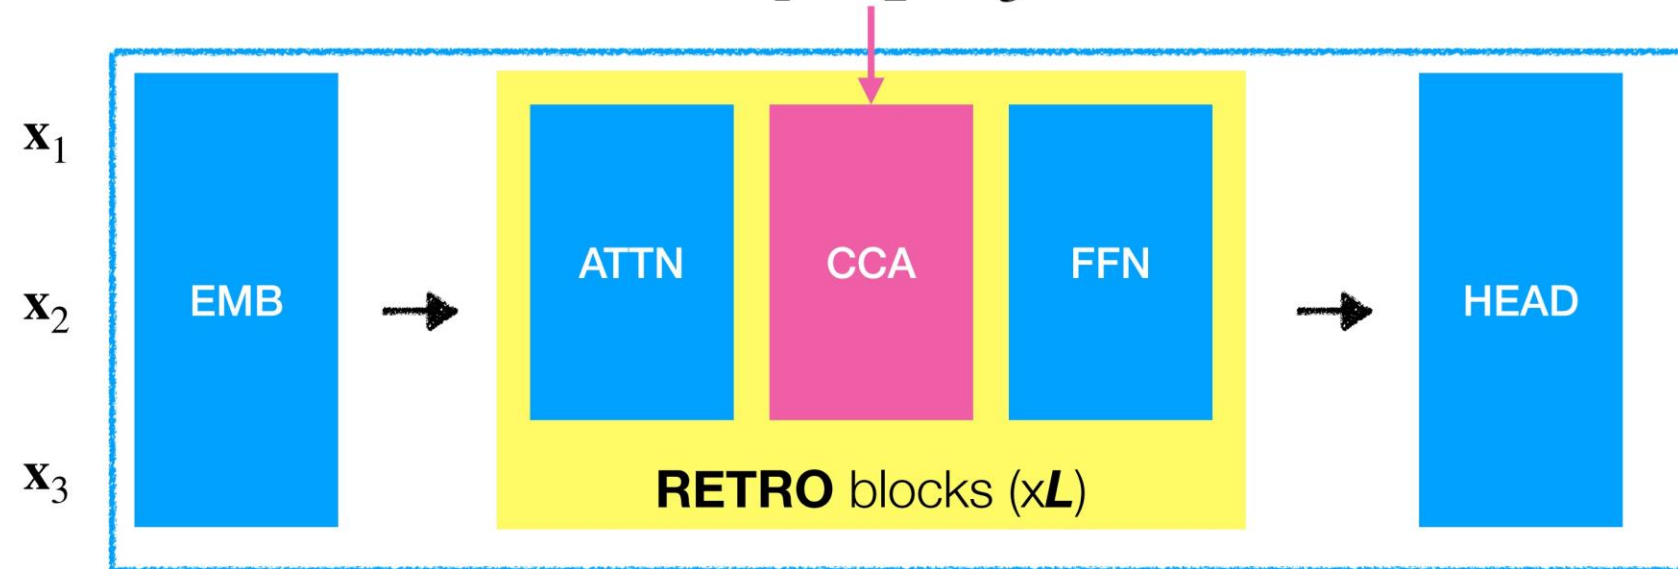 x₁
x₂
x₃
EMB
ATTN
CCA
FFN
RETRO blocks (xL)
HEAD